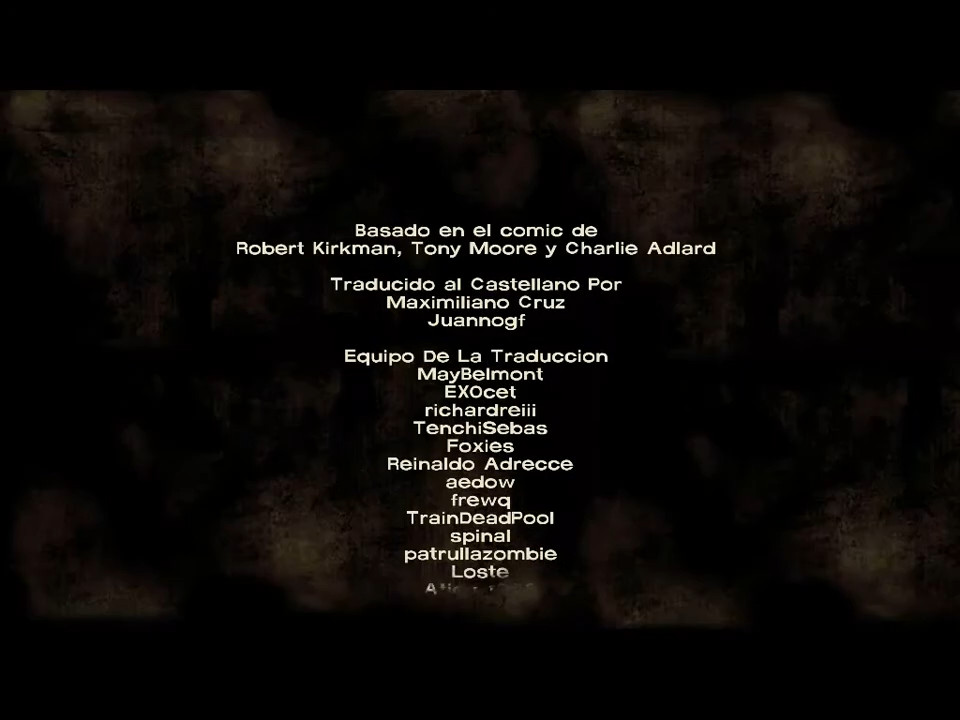 Basado en el comic de
Robert Kirkman, Tony Moore y Charlie Adlard
Traducido al Castellano Por
Maximiliano Cruz
Juannogf
Equipo De La Traduccion
MayBelmont
EXOcet
richardreiii
TenchiSebas
Foxies
Reinaldo Adrecce
aedow
frewq
TrainDeadPool
spinal
patrullazombie
Loste